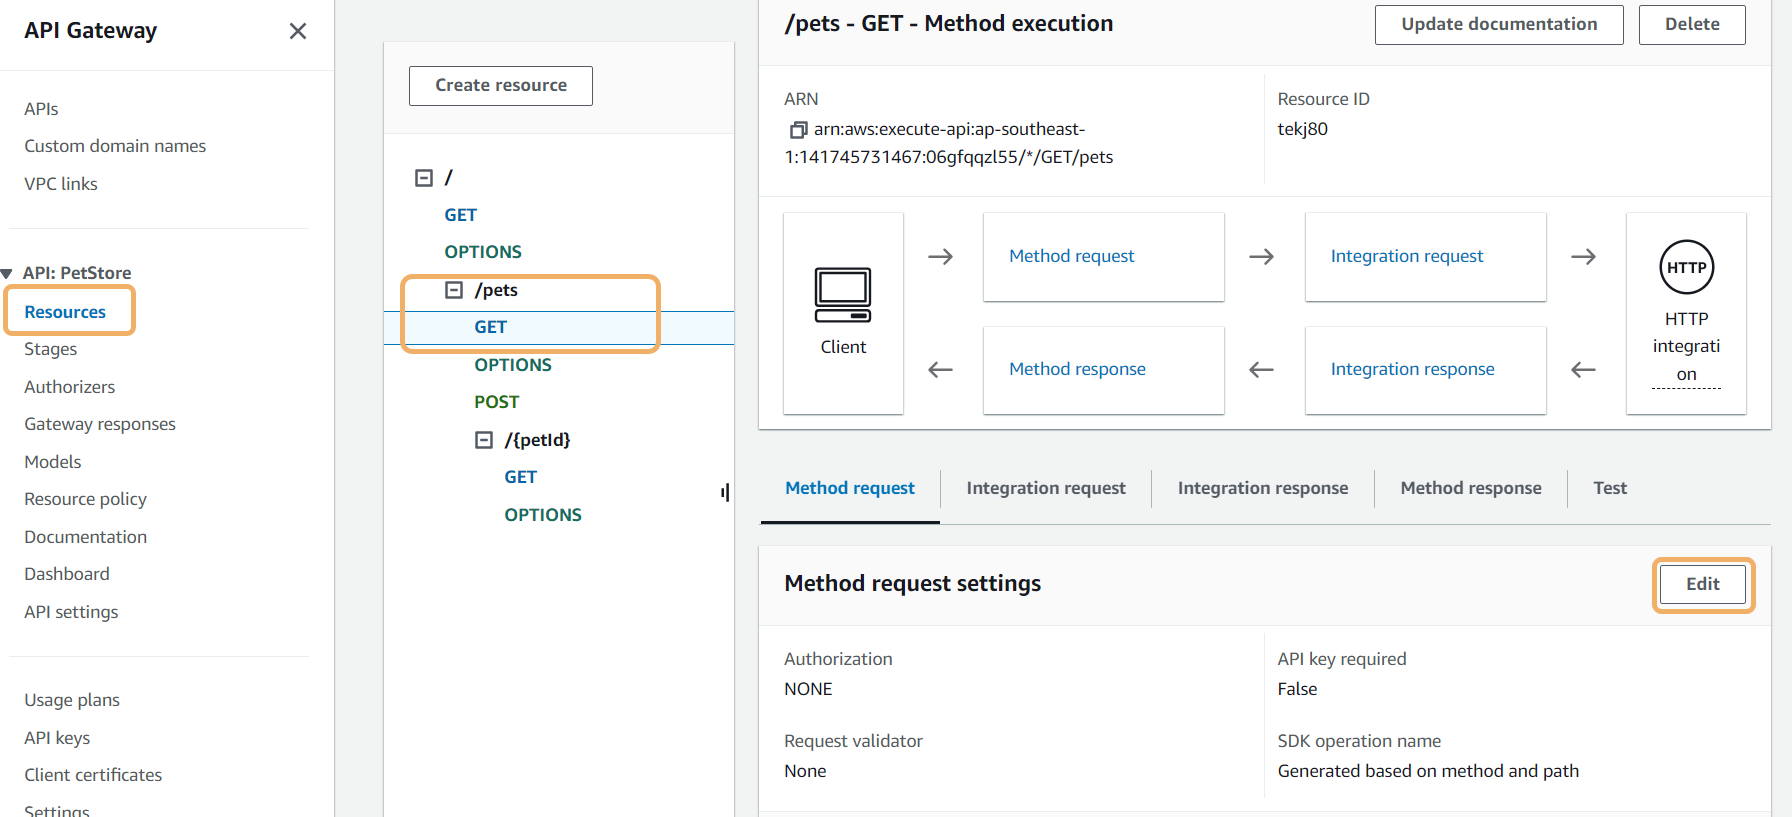 API Gateway
APIs
Custom domain names
VPC links
API: PetStore
Resources
Stages
Authorizers
Gateway responses
Models
Resource policy
Documentation
Dashboard
API settings
Usage plans
API keys
Client certificates
Settings
Create resource
/
GET
OPTIONS
/pets
GET
OPTIONS
POST
/{petId}
GET
OPTIONS
/pets - GET - Method execution
Update documentation
Delete
ARN
arn:aws:execute-api:ap-southeast-
1:141745731467:06gfqqzl55/*/GET/pets
Resource ID
tekj80
Client
Method request
Integration request
Method response
Integration response
HTTP
HTTP
integrati
on
Method request
Integration request
Integration response
Method response
Test
Method request settings
Edit
Authorization
NONE
API key required
False
Request validator
None
SDK operation name
Generated based on method and path